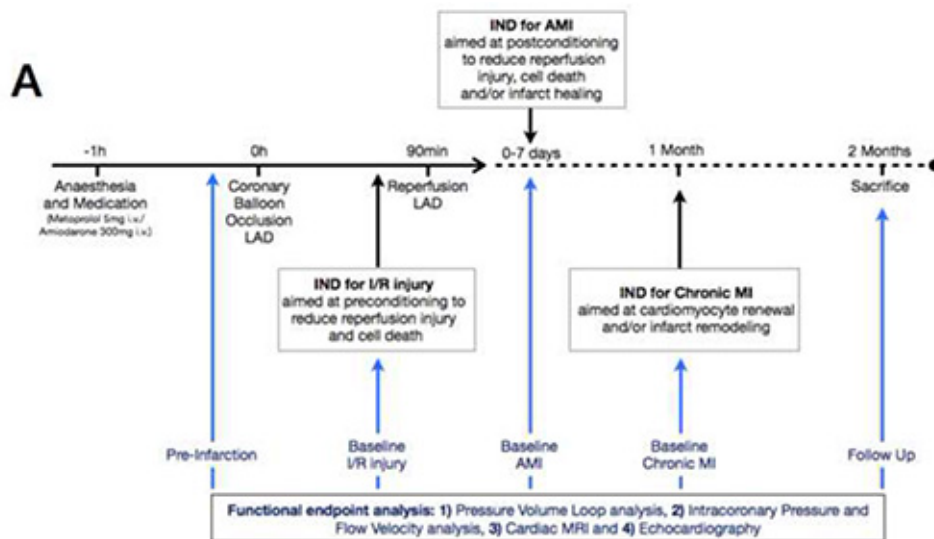 A
IND for AMI
aimed at postconditioning
to reduce reperfusion
injury, cell death
and/or infarct healing
-1h
0h
90min
0-7 days
1 Month
2 Months
Anaesthesia
and Medication
(Metoprolol 5mg i.v./
Amiodarone 300mg i.v.)
Coronary
Balloon
Occlusion
LAD
Reperfusion
LAD
Sacrifice
IND for I/R injury
aimed at preconditioning to
reduce reperfusion injury
and cell death
IND for Chronic MI
aimed at cardiomyocyte renewal
and/or infarct remodeling
Pre-Infarction
Baseline
I/R injury
Baseline
AMI
Baseline
Chronic MI
Follow Up
Functional endpoint analysis: 1) Pressure Volume Loop analysis, 2) Intracoronary Pressure and
Flow Velocity analysis, 3) Cardiac MRI and 4) Echocardiography